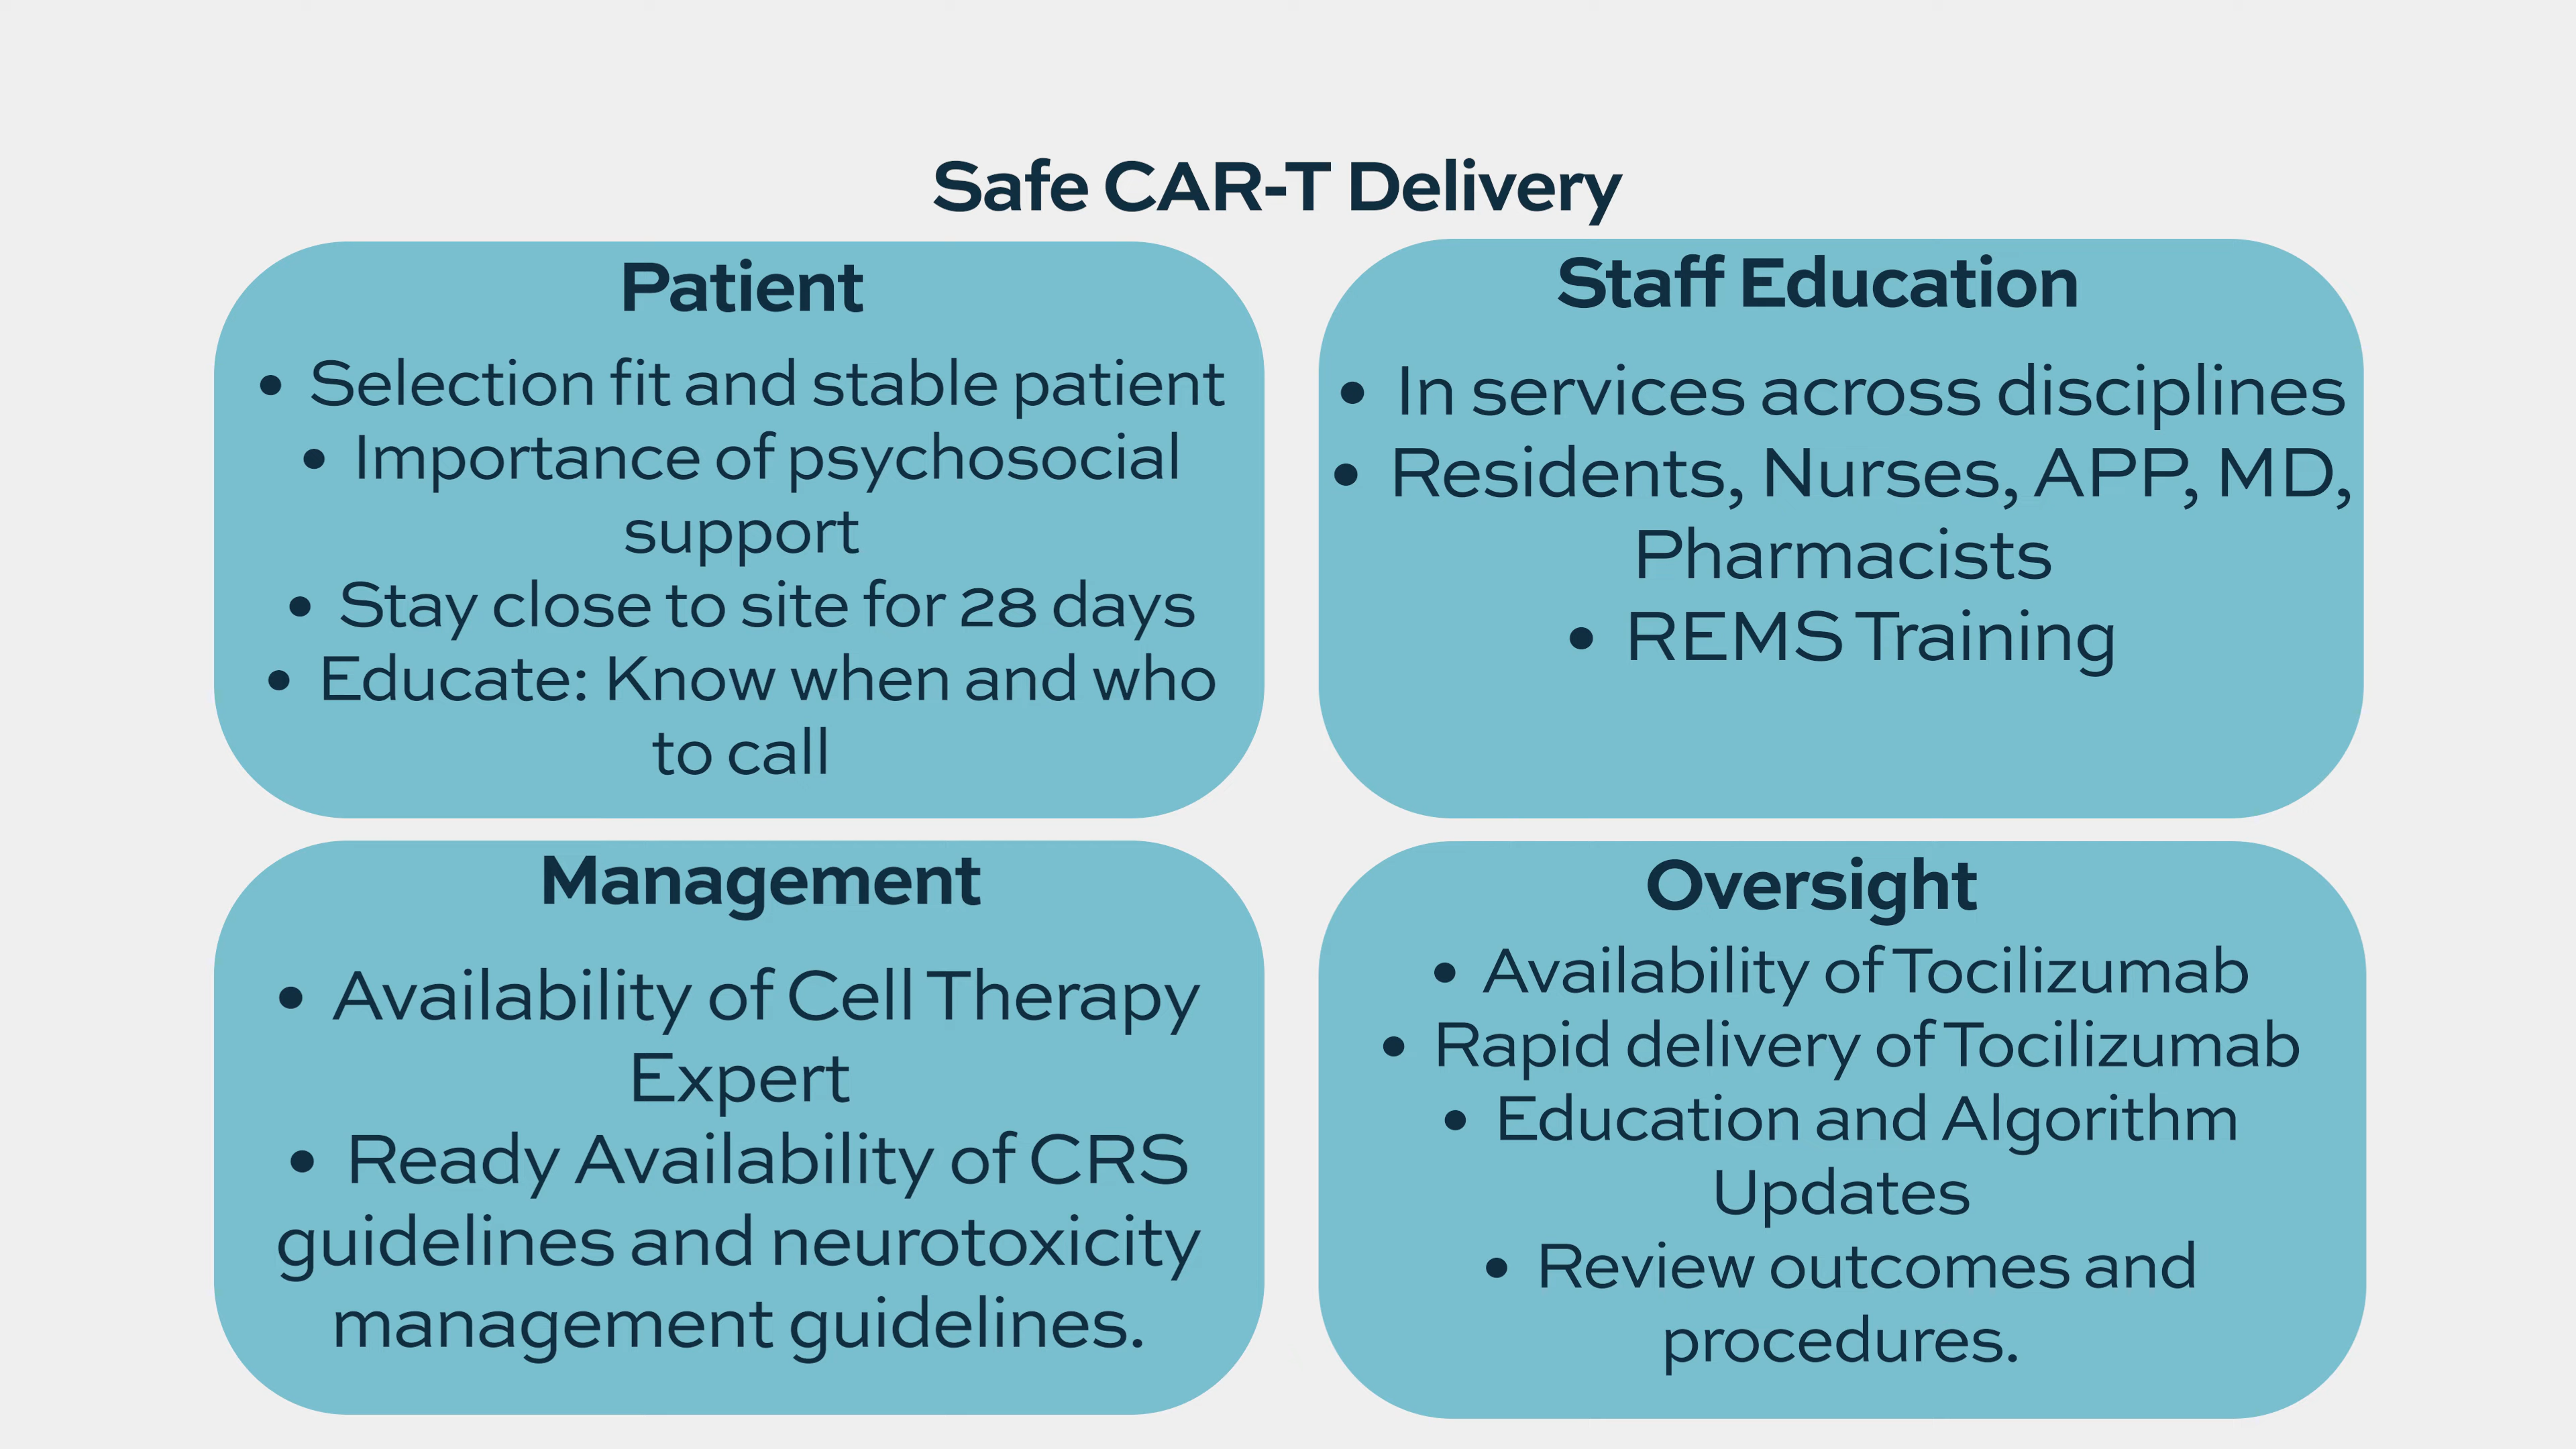 Safe CAR-T Delivery
Patient
• Selection fit and stable patient
• Importance of psychosocial
support
• Stay close to site for 28 days
• Educate: Know when and who
to call
Staff Education
• In services across disciplines
• Residents, Nurses, APP, MD,
Pharmacists
• REMS Training
Management
• Availability of Cell Therapy
Expert
• Ready Availability of CRS
guidelines and neurotoxicity
management guidelines.
Oversight
• Availability of Tocilizumab
• Rapid delivery of Tocilizumab
• Education and Algorithm
Updates
• Review outcomes and
procedures.